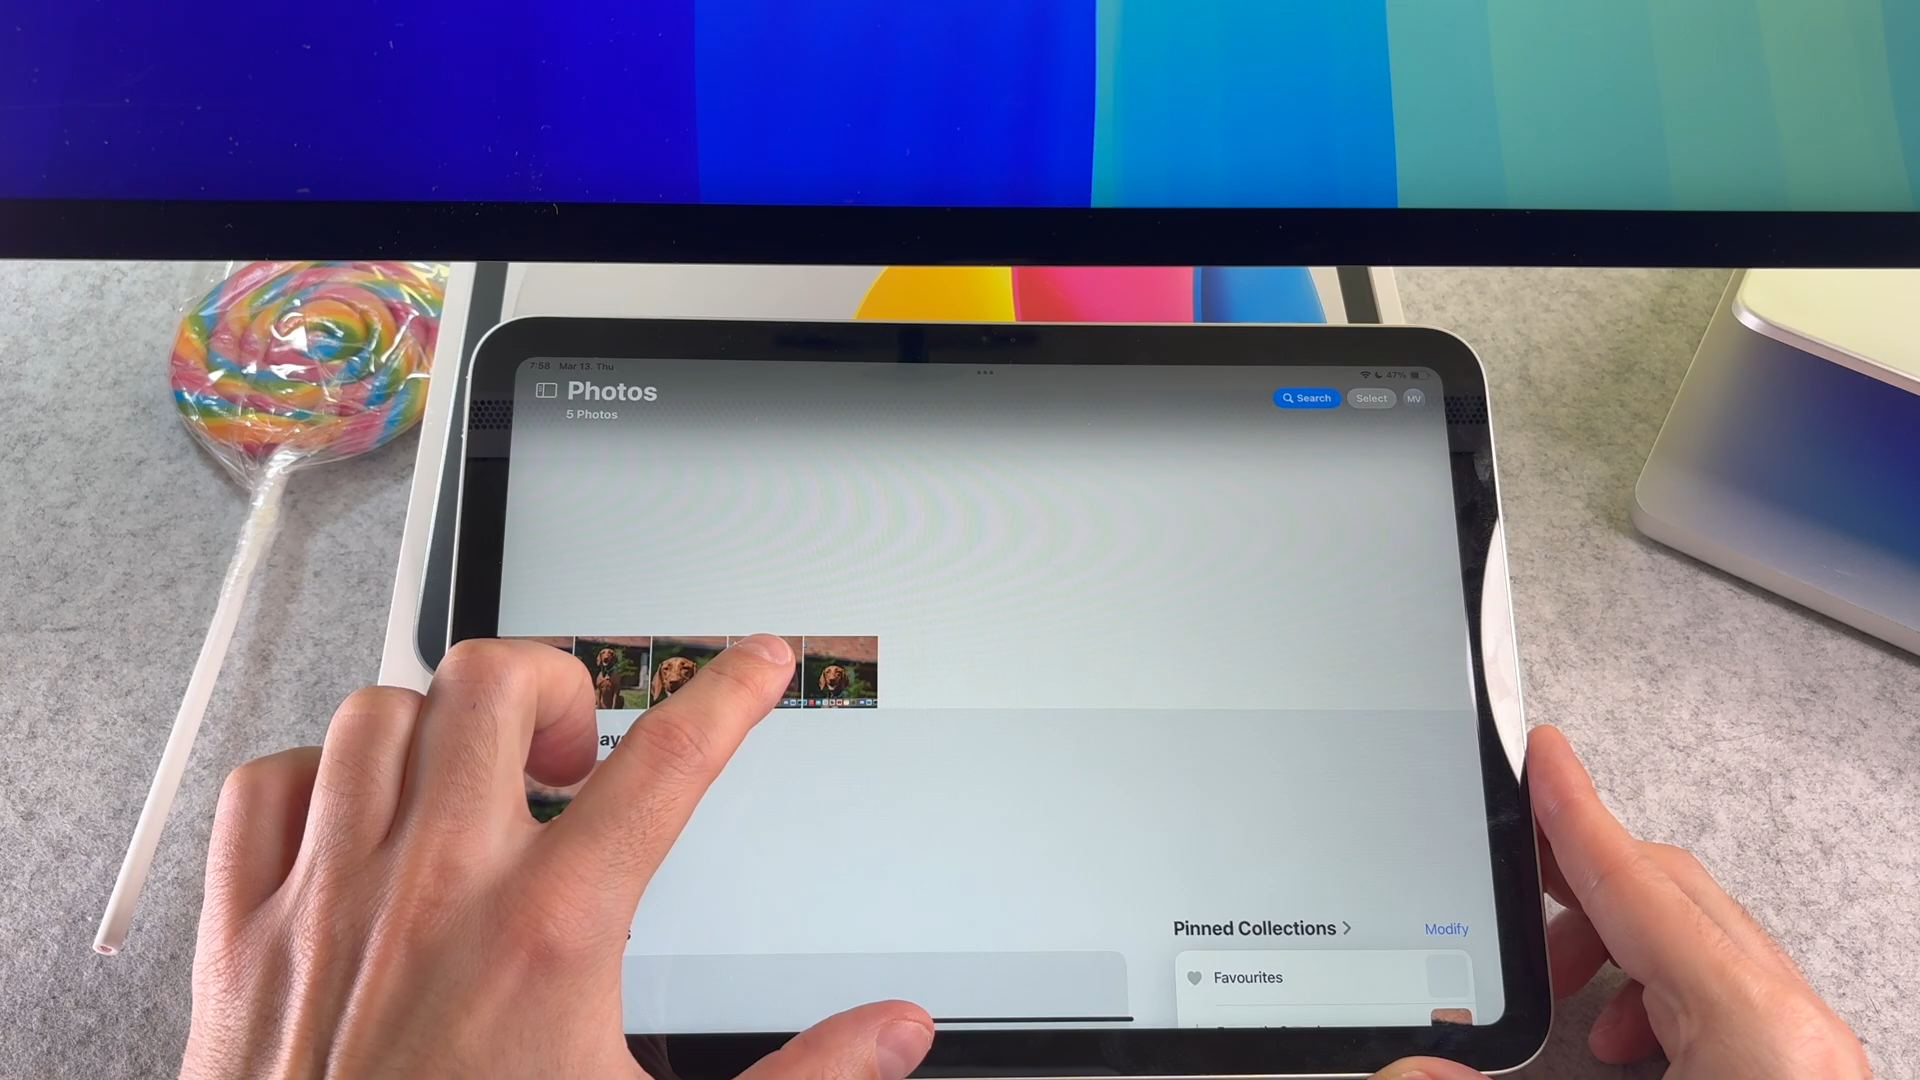 7:58 Mar 13. Thu
47%
Photos
5 Photos
Search
Select
MV
Pinned Collections >
Modify
Favourites